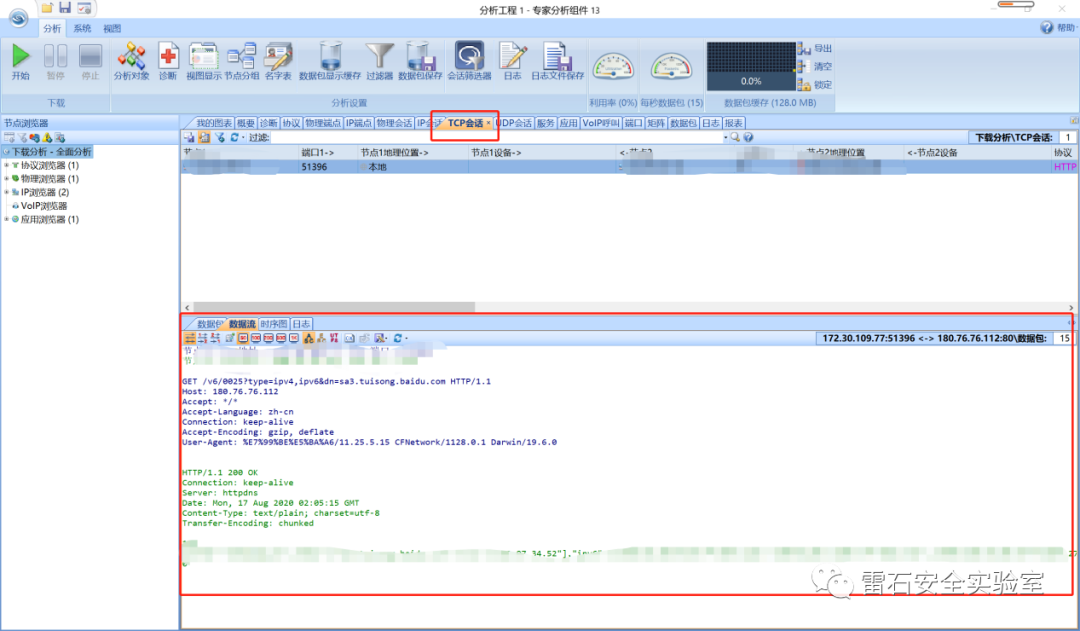 分析工程 1 - 专家分析组件 13
分析 系统 视图
帮助
开始 暂停 停止 分析对象 诊断 视图显示 节点分组 名字表 数据包显示缓存 过滤器 数据包保存 会话筛选器 日志 日志文件保存
0.0%
导出
清空
锁定
下载 分析设置 利用率 (0%) 每秒数据包 (15) 数据包缓存 (128.0 MB)
节点浏览器
下载分析 - 全面分析
协议浏览器 (1)
物理浏览器 (1)
IP浏览器 (2)
VoIP浏览器
应用浏览器 (1)
我的图表 概要 诊断 协议 物理端点 IP端点 物理会话 IP会话 TCP会话 UDP会话 服务 应用 VoIP呼叫 端口 矩阵 数据包 日志 报表
过滤:
下载分析\TCP会话: 1
端口1-> 节点1地理位置-> 节点1设备-> <-节点2地理位置 <-节点2设备 协议
51396 本地 HTTP
数据包 数据流 时序图 日志
172.30.109.77:51396 <-> 180.76.76.112:80\数据包: 15
GET /v6/0025?type=ipv4,ipv6&dn=sa3.tuisong.baidu.com HTTP/1.1
Host: 180.76.76.112
Accept: */*
Accept-Language: zh-cn
Connection: keep-alive
Accept-Encoding: gzip, deflate
User-Agent: %E7%99%BE%E5%BA%A6/11.25.5.15 CFNetwork/1128.0.1 Darwin/19.6.0
HTTP/1.1 200 OK
Connection: keep-alive
Server: httpdns
Date: Mon, 17 Aug 2020 02:05:15 GMT
Content-Type: text/plain; charset=utf-8
Transfer-Encoding: chunked
雷石安全实验室